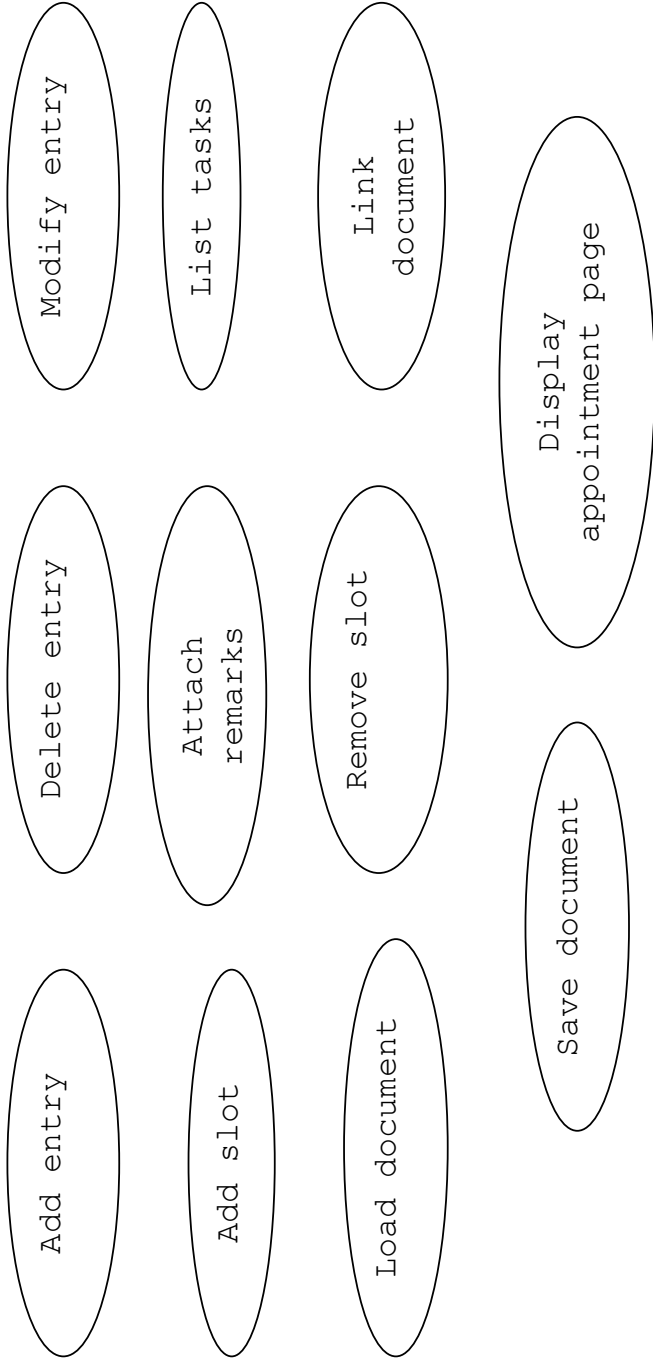 Add entry
Delete entry
Modify entry
Add slot
Attach
remarks
List tasks
Load document
Remove slot
Link
document
Save document
Display
appointment page